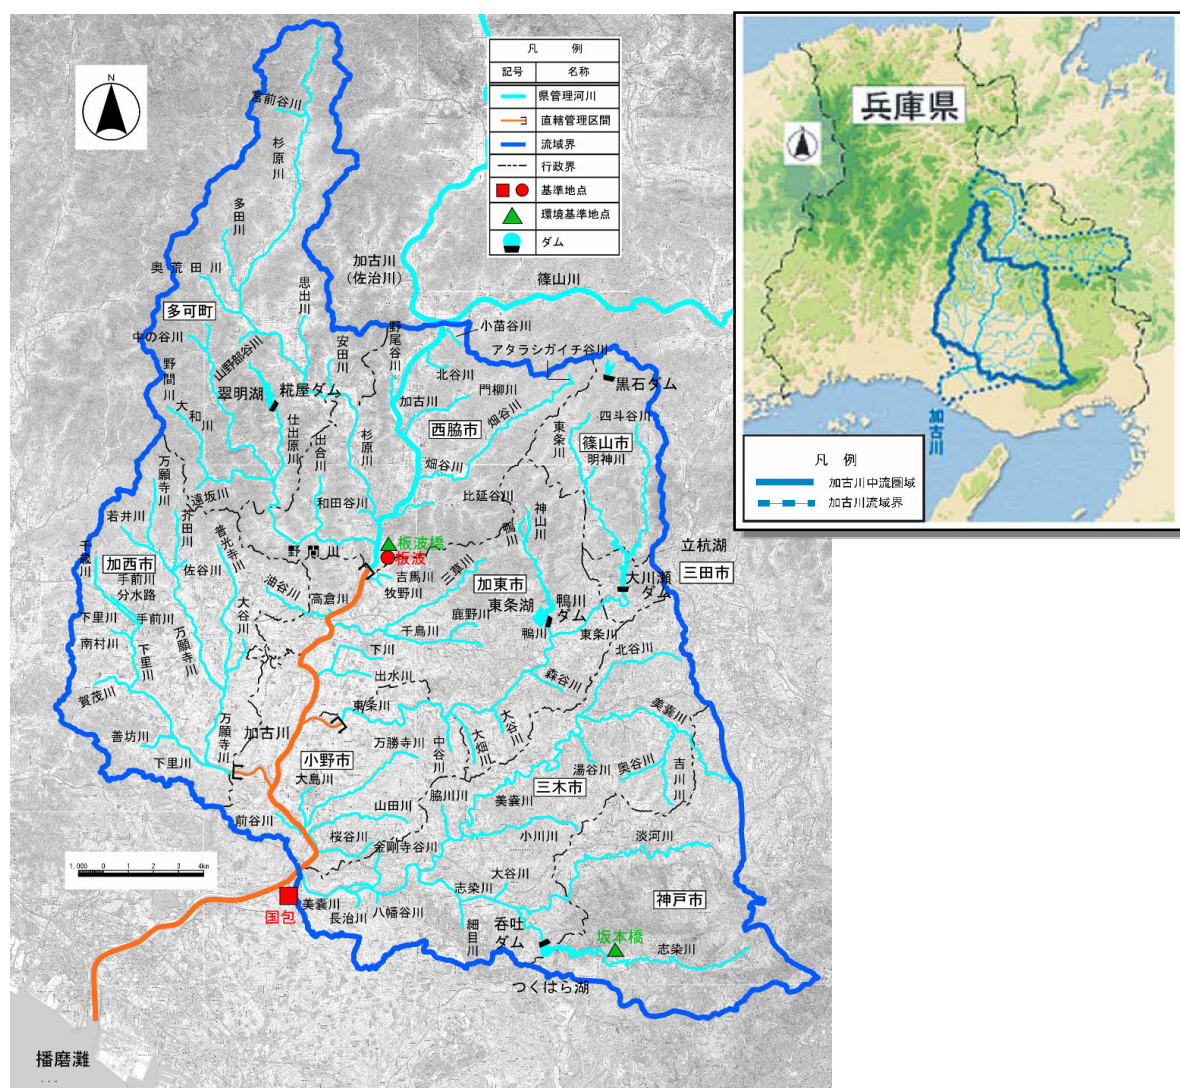 N
凡 例
記号 名称
県管理河川
直轄管理区間
流域界
行政界
基準地点
環境基準地点
ダム
兵庫県
加古川
凡 例
加古川中流圏域
加古川流域界
宮前谷川
杉原川
多田川
奥荒田川
思出川
加古川
(佐治川)
篠山川
多可町
中の谷川
山野部谷川
野間川
大和川
翠明湖
糀屋ダム
安田川
野尾谷川
小苗谷川
アタラシガイチ谷川
北谷川
門柳川
黒石ダム
加古川
西脇市
畑谷川
畑谷川
東条川
四斗谷川
篠山市
明神川
仕出原川
出合川
杉原川
万願寺川
遠坂川
和田谷川
比延谷川
神山川
鴨川
若井川
芥田川
普光寺川
野間川
板波橋
板波
立杭湖
三田市
千歳川
加西市
手前川
分水路
佐谷川
油谷川
高倉川
吉馬川
牧野川
三草川
加東市
東条湖
鴨川
ダム
大川瀬
ダム
下里川
手前川
南村川
下里川
万願寺川
大谷川
千鳥川
鹿野川
鴨川
東条川
下川
出水川
北谷川
森谷川
賀茂川
善坊川
下里川
万願寺川
加古川
東条川
小野市
万勝寺川
中谷川
大畑川
大谷川
美嚢川
湯谷川
奥谷川
吉川川
大島川
三木市
脇川川
美嚢川
山田川
前谷川
桜谷川
金剛寺谷川
小川川
淡河川
大谷川
志染川
神戸市
1,000 0 1 2 3 4km
国包
美嚢川
長治川
八幡谷川
細目川
呑吐
ダム
坂本橋
志染川
つくはら湖
播磨灘